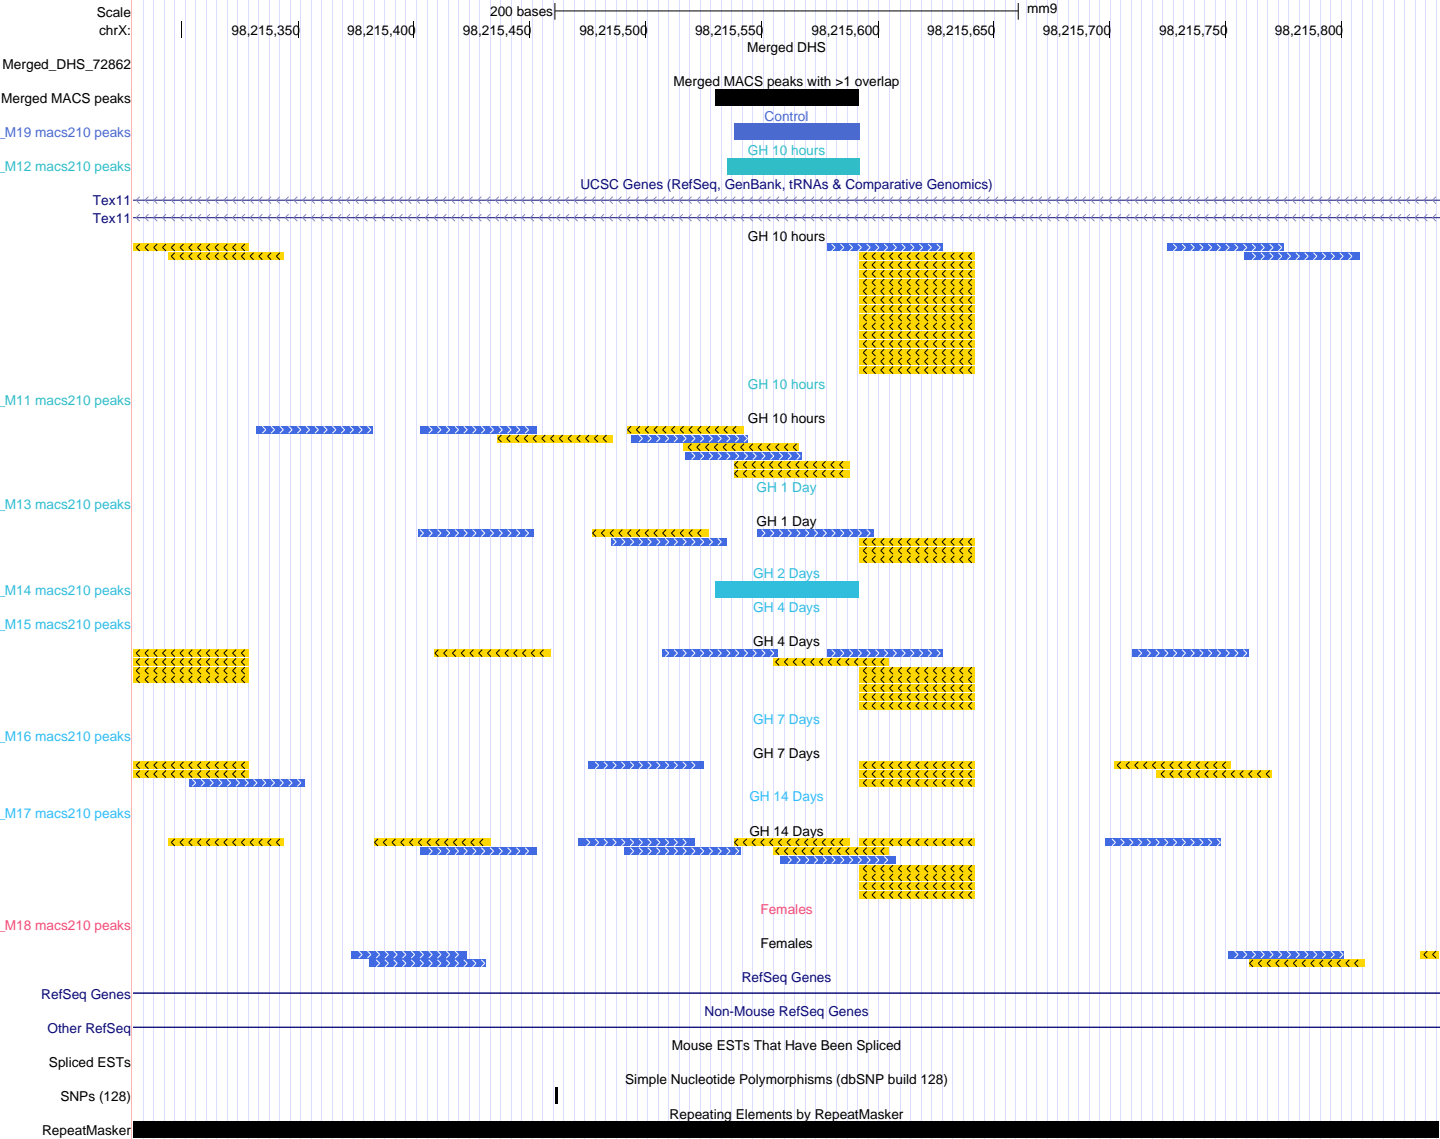 Scale 200 bases mm9
chrX: 98,215,350 98,215,400 98,215,450 98,215,500 98,215,550 98,215,600 98,215,650 98,215,700 98,215,750 98,215,800
Merged DHS
Merged_DHS_72862
Merged MACS peaks with >1 overlap
Merged MACS peaks
Control
_M19 macs210 peaks
GH 10 hours
_M12 macs210 peaks
UCSC Genes (RefSeq, GenBank, tRNAs & Comparative Genomics)
Tex11
Tex11
GH 10 hours
GH 10 hours
_M11 macs210 peaks
GH 10 hours
GH 1 Day
_M13 macs210 peaks
GH 1 Day
GH 2 Days
_M14 macs210 peaks
GH 4 Days
_M15 macs210 peaks
GH 4 Days
GH 7 Days
_M16 macs210 peaks
GH 7 Days
GH 14 Days
_M17 macs210 peaks
GH 14 Days
Females
_M18 macs210 peaks
Females
RefSeq Genes
RefSeq Genes
Non-Mouse RefSeq Genes
Other RefSeq
Mouse ESTs That Have Been Spliced
Spliced ESTs
Simple Nucleotide Polymorphisms (dbSNP build 128)
SNPs (128)
Repeating Elements by RepeatMasker
RepeatMasker